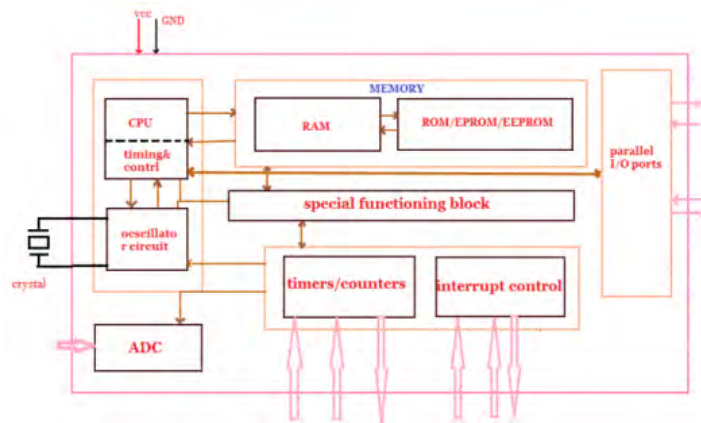 vcc
GND
MEMORY
CPU
RAM
ROM/EPROM/EEPROM
timing&
contrl
parallel
I/O ports
special functioning block
oescillato
r circuit
crystal
timers/counters
interrupt control
ADC